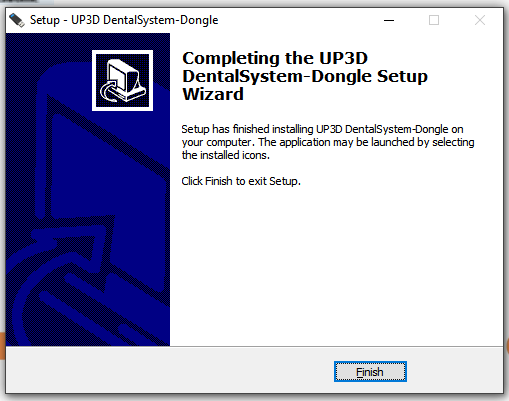 Setup - UP3D DentalSystem-Dongle
Completing the UP3D
DentalSystem-Dongle Setup
Wizard
Setup has finished installing UP3D DentalSystem-Dongle on
your computer. The application may be launched by selecting
the installed icons.
Click Finish to exit Setup.
Finish